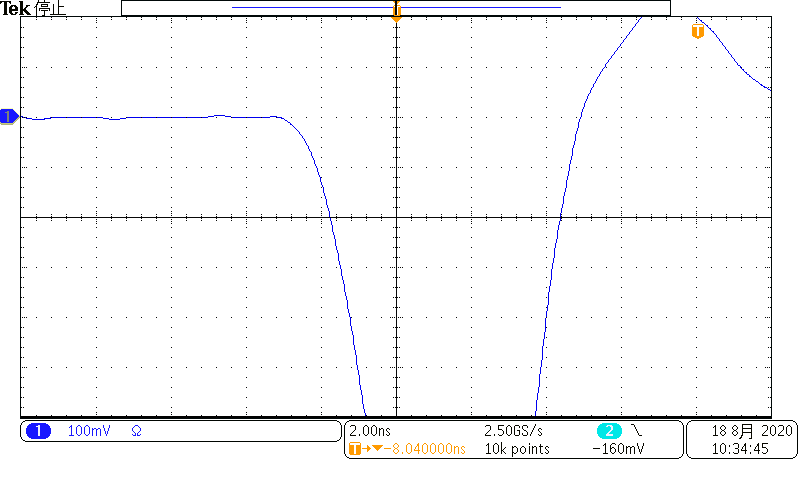 Tek 停止
T
T
1
1 100mV Ω
2.00ns 2.50GS/s 2
T→▼−8.040000ns 10k points −160mV
18 8月 2020
10:34:45